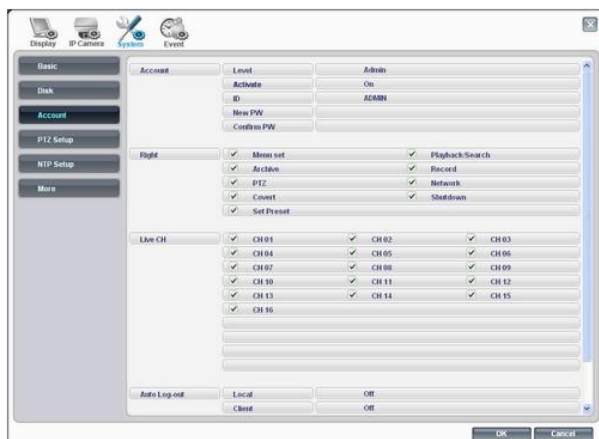 Display IP Camera System Event
Basic
Disk
Account
PTZ Setup
NTP Setup
More
Account Level Admin
Activate On
ID ADMIN
New PW
Confirm PW
Right Menu set Playback/Search
Archive Record
PTZ Network
Covert Shutdown
Set Preset
Live CH CH 01 CH 02 CH 03
CH 04 CH 05 CH 06
CH 07 CH 08 CH 09
CH 10 CH 11 CH 12
CH 13 CH 14 CH 15
CH 16
Auto Log-out Local Off
Client Off
OK Cancel